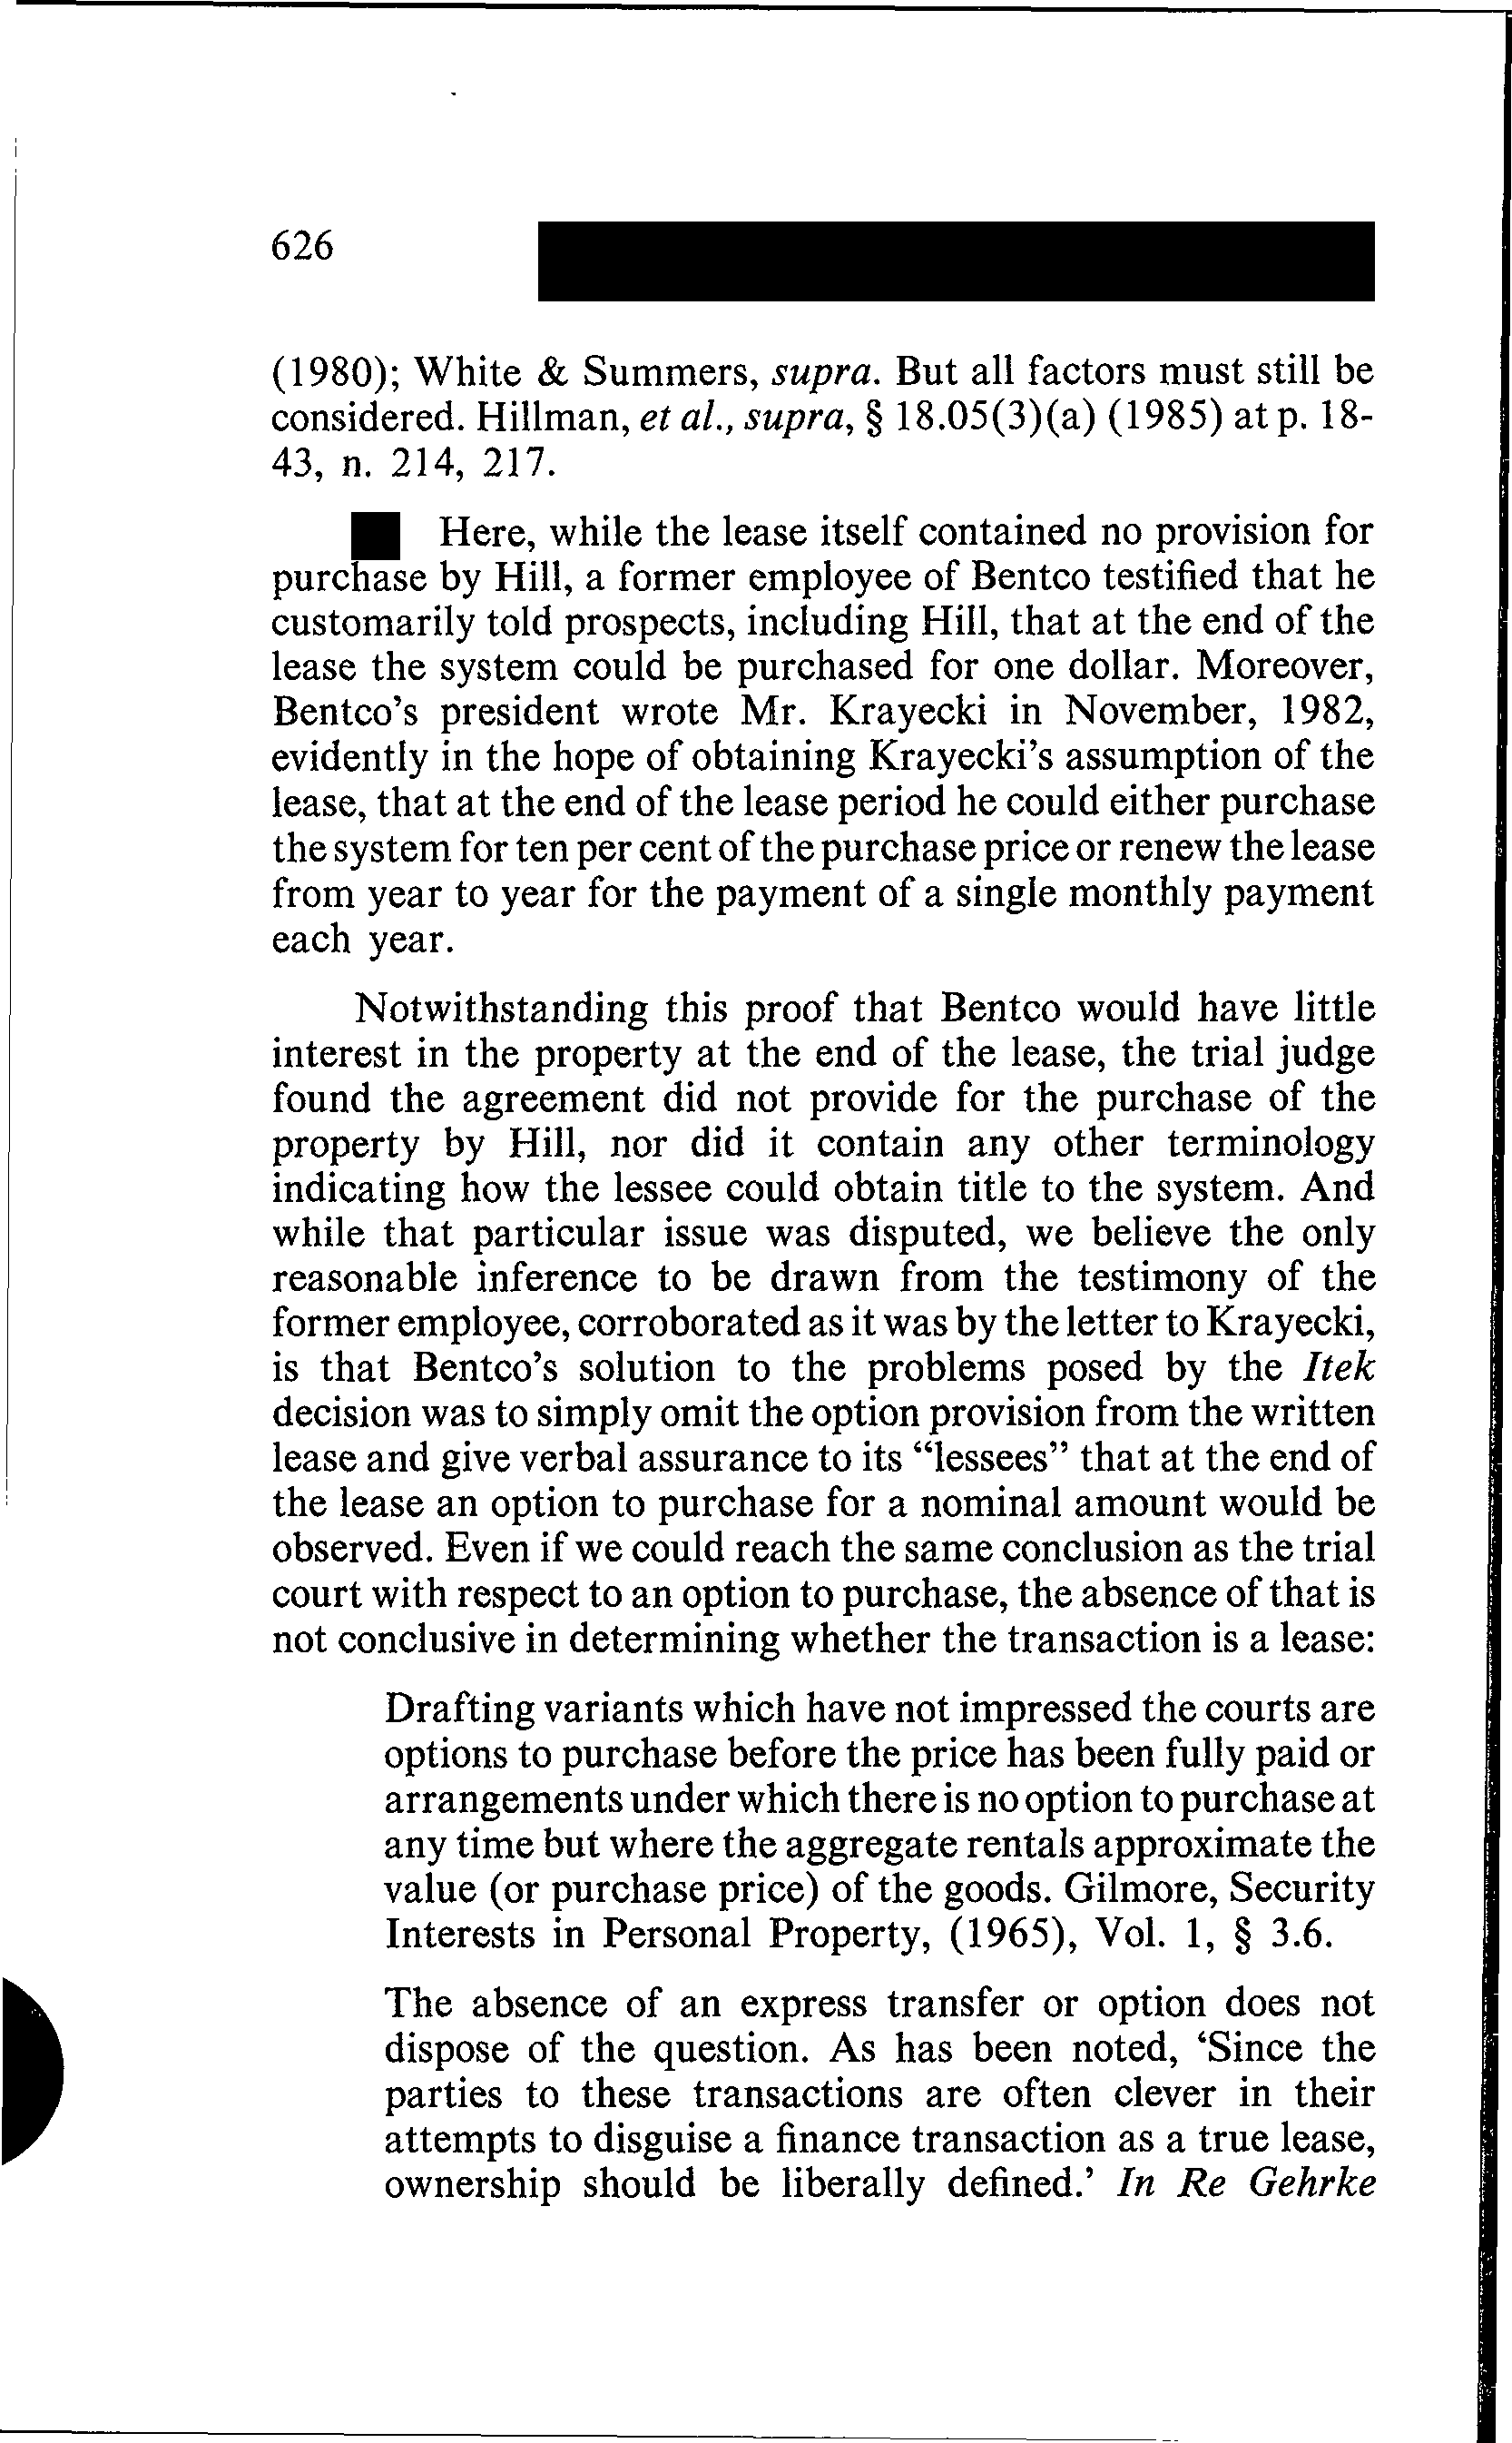 626
(1980); White & Summers, supra. But all factors must still be
considered. Hillman, et al., supra, § 18.05(3)(a) (1985) at p. 18-
43, n. 214, 217.
Here, while the lease itself contained no provision for
purchase by Hill, a former employee of Bentco testified that he
customarily told prospects, including Hill, that at the end of the
lease the system could be purchased for one dollar. Moreover,
Bentco's president wrote Mr. Krayecki in November, 1982,
evidently in the hope of obtaining Krayecki's assumption of the
lease, that at the end of the lease period he could either purchase
the system for ten per cent of the purchase price or renew the lease
from year to year for the payment of a single monthly payment
each year.
Notwithstanding this proof that Bentco would have little
interest in the property at the end of the lease, the trial judge
found the agreement did not provide for the purchase of the
property by Hill, nor did it contain any other terminology
indicating how the lessee could obtain title to the system. And
while that particular issue was disputed, we believe the only
reasonable inference to be drawn from the testimony of the
former employee, corroborated as it was by the letter to Krayecki,
is that Bentco's solution to the problems posed by the Itek
decision was to simply omit the option provision from the written
lease and give verbal assurance to its “lessees” that at the end of
the lease an option to purchase for a nominal amount would be
observed. Even if we could reach the same conclusion as the trial
court with respect to an option to purchase, the absence of that is
not conclusive in determining whether the transaction is a lease:
Drafting variants which have not impressed the courts are
options to purchase before the price has been fully paid or
arrangements under which there is no option to purchase at
any time but where the aggregate rentals approximate the
value (or purchase price) of the goods. Gilmore, Security
Interests in Personal Property, (1965), Vol. 1, § 3.6.
The absence of an express transfer or option does not
dispose of the question. As has been noted, ‘Since the
parties to these transactions are often clever in their
attempts to disguise a finance transaction as a true lease,
ownership should be liberally defined.’ In Re Gehrke